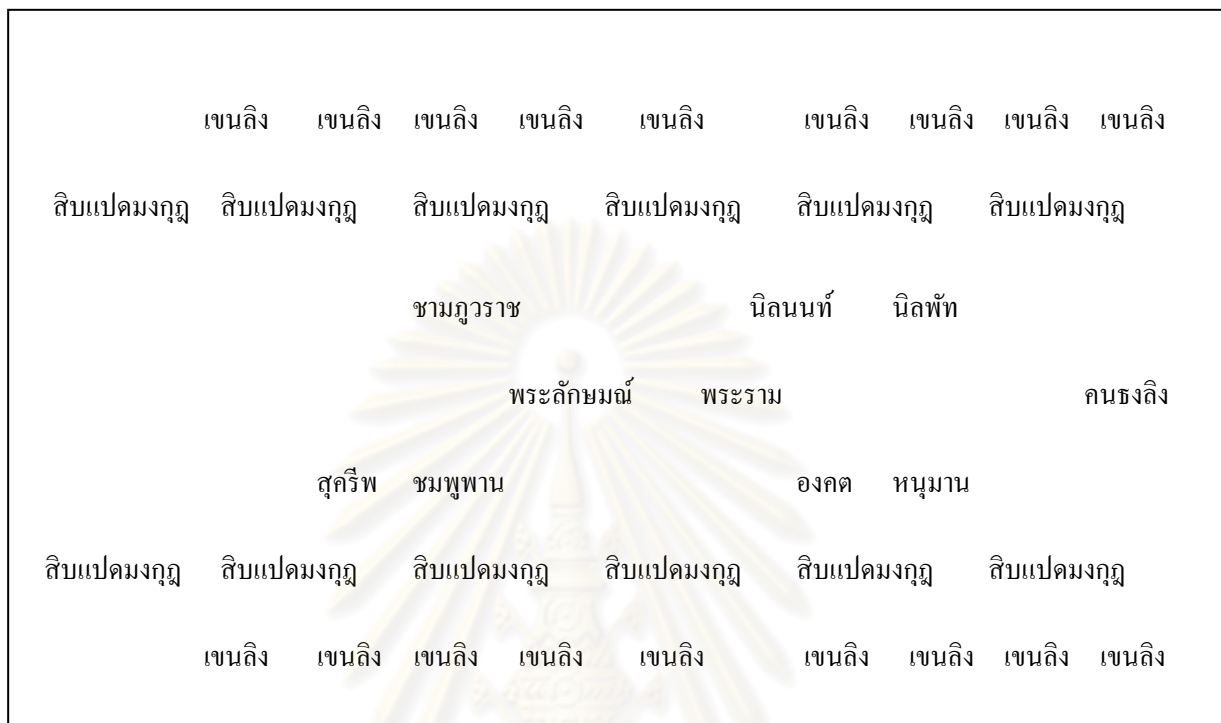 เขนลิง เขนลิง เขนลิง เขนลิง เขนลิง เขนลิง เขนลิง เขนลิง เขนลิง
สิบแปดมงกุฎ สิบแปดมงกุฎ สิบแปดมงกุฎ สิบแปดมงกุฎ สิบแปดมงกุฎ สิบแปดมงกุฎ
ชามภูวราช นิลนนท์ นิลพัท
พระลักษมณ์ พระราม คนธงลิง
สุครีพ ชมพูพาน องคต หนุมาน
สิบแปดมงกุฎ สิบแปดมงกุฎ สิบแปดมงกุฎ สิบแปดมงกุฎ สิบแปดมงกุฎ สิบแปดมงกุฎ
เขนลิง เขนลิง เขนลิง เขนลิง เขนลิง เขนลิง เขนลิง เขนลิง เขนลิง